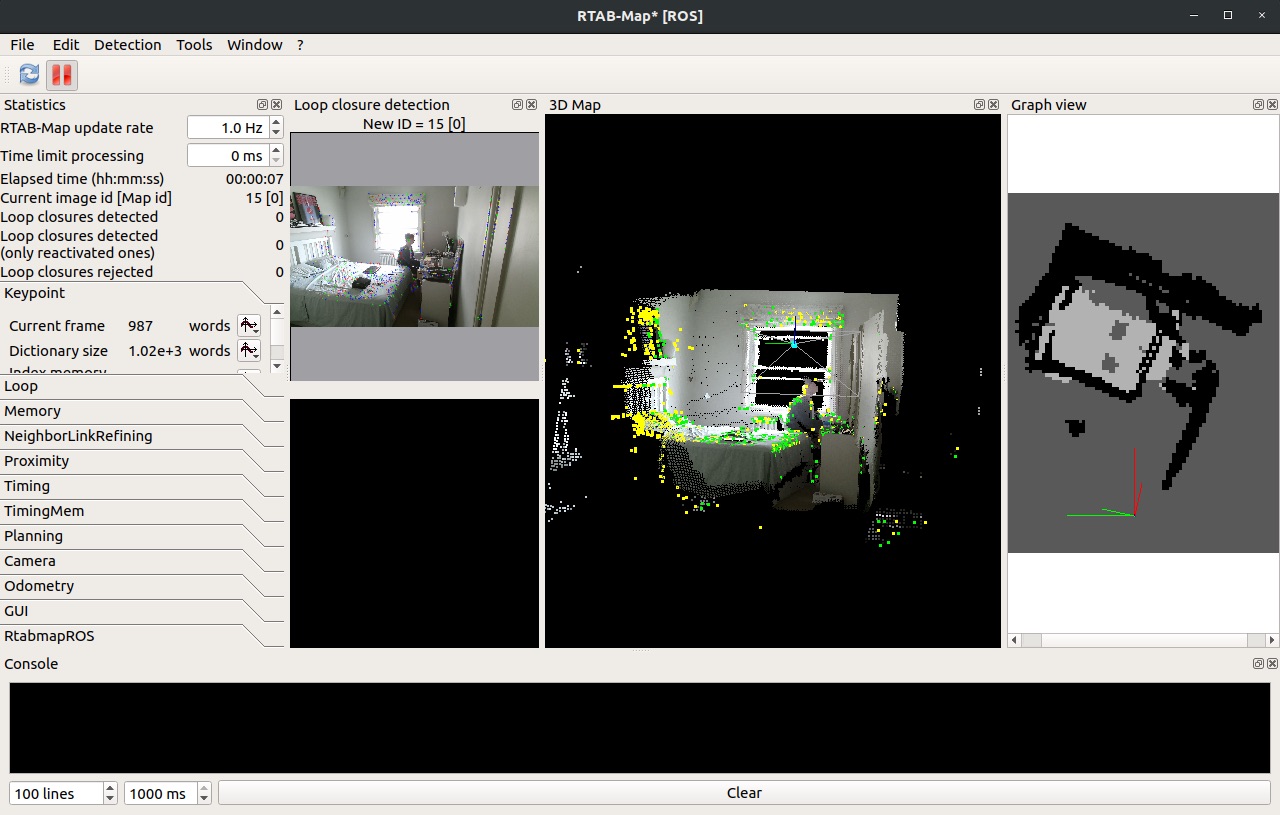 RTAB-Map* [ROS]
File Edit Detection Tools Window ?
Statistics
RTAB-Map update rate 1.0 Hz
Time limit processing 0 ms
Elapsed time (hh:mm:ss) 00:00:07
Current image id [Map id] 15 [0]
Loop closures detected 0
Loop closures detected
(only reactivated ones) 0
Loop closures rejected 0
Keypoint
Current frame 987 words
Dictionary size 1.02e+3 words
Index memory
Loop
Memory
NeighborLinkRefining
Proximity
Timing
TimingMem
Planning
Camera
Odometry
GUI
RtabmapROS
Loop closure detection
New ID = 15 [0]
3D Map
Graph view
Console
100 lines 1000 ms Clear